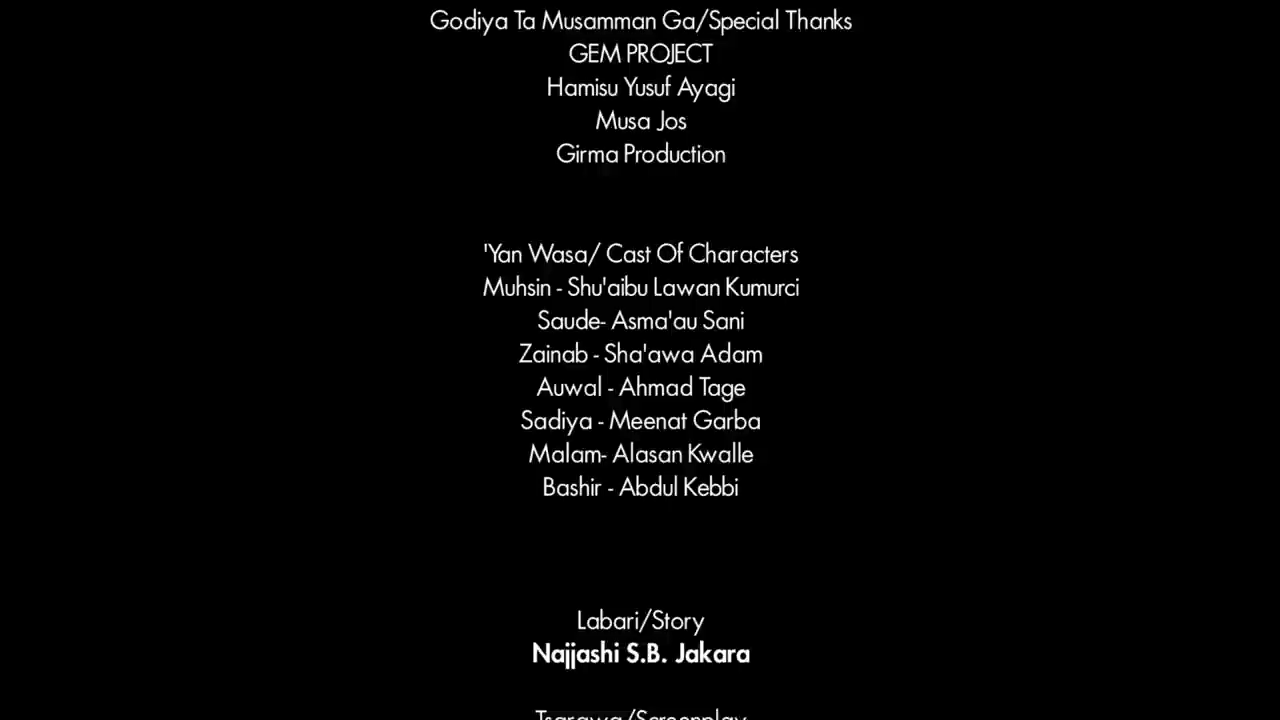 Godiya Ta Musamman Ga/Special Thanks
GEM PROJECT
Hamisu Yusuf Ayagi
Musa Jos
Girma Production
'Yan Wasa/ Cast Of Characters
Muhsin - Shu'aibu Lawan Kumurci
Saude- Asma'au Sani
Zainab - Sha'awa Adam
Auwal - Ahmad Tage
Sadiya - Meenat Garba
Malam- Alasan Kwalle
Bashir - Abdul Kebbi
Labari/Story
Najjashi S.B. Jakara
Tsarawa/Screenplay